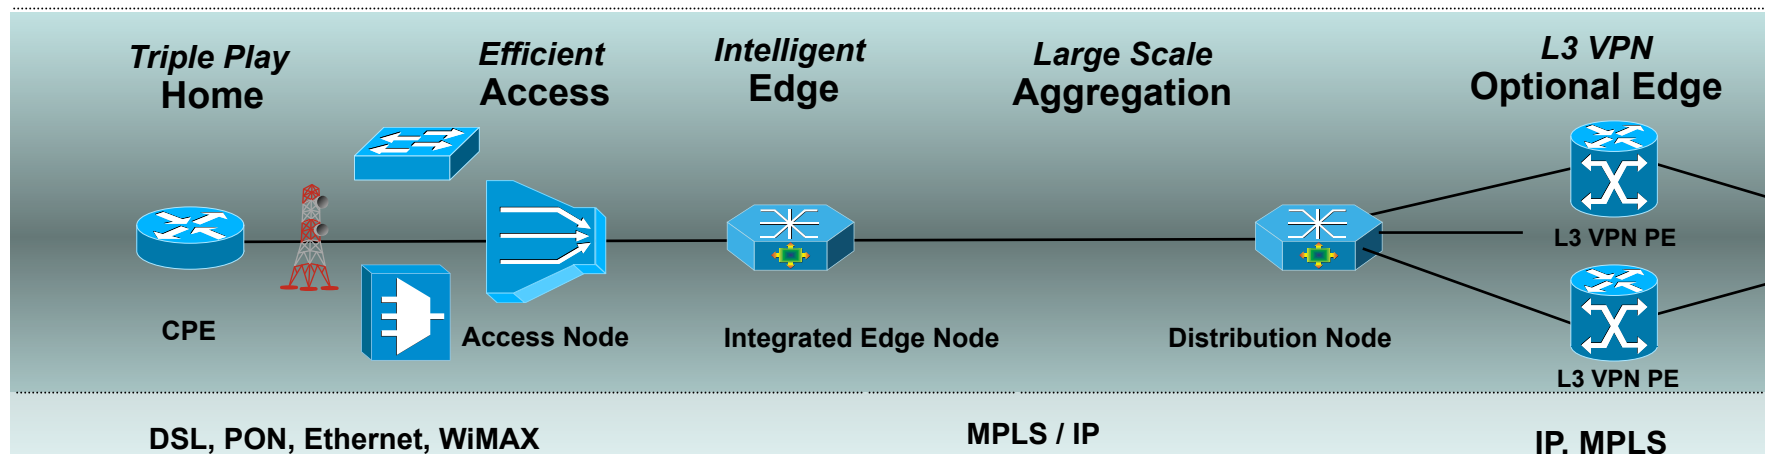 Triple Play
Home
Efficient
Access
Intelligent
Edge
Large Scale
Aggregation
L3 VPN
Optional Edge
L3 VPN PE
CPE
Access Node
Integrated Edge Node
Distribution Node
L3 VPN PE
DSL, PON, Ethernet, WiMAX
MPLS / IP
IP, MPLS